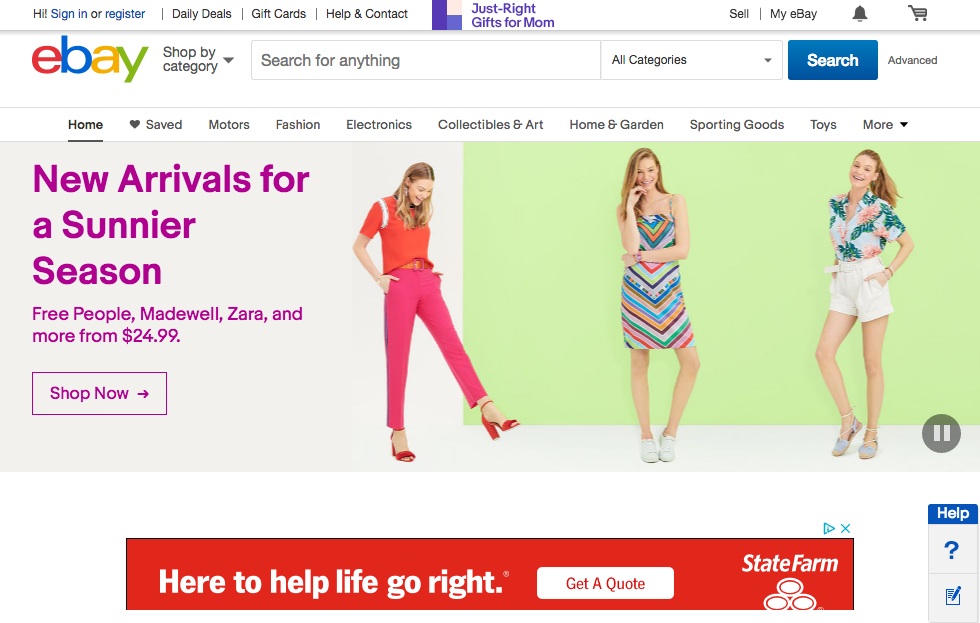 Hi! Sign in or register
Daily Deals
Gift Cards
Help & Contact
Just-Right
Gifts for Mom
Sell
My eBay
ebay
Shop by
category
Search for anything
All Categories
Search
Advanced
Home
Saved
Motors
Fashion
Electronics
Collectibles & Art
Home & Garden
Sporting Goods
Toys
More
New Arrivals for
a Sunnier
Season
Free People, Madewell, Zara, and
more from $24.99.
Shop Now →
Help
?
Here to help life go right.®
Get A Quote
State Farm